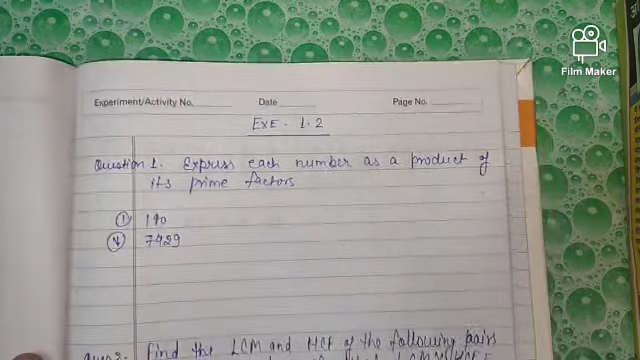 Film Maker
Experiment/Activity No.
Date
Page No.
EXE. 1.2
Question 1. Express each number as a product of
its prime factors
① 140
7429
Find the LCM and HCF of the following pairs